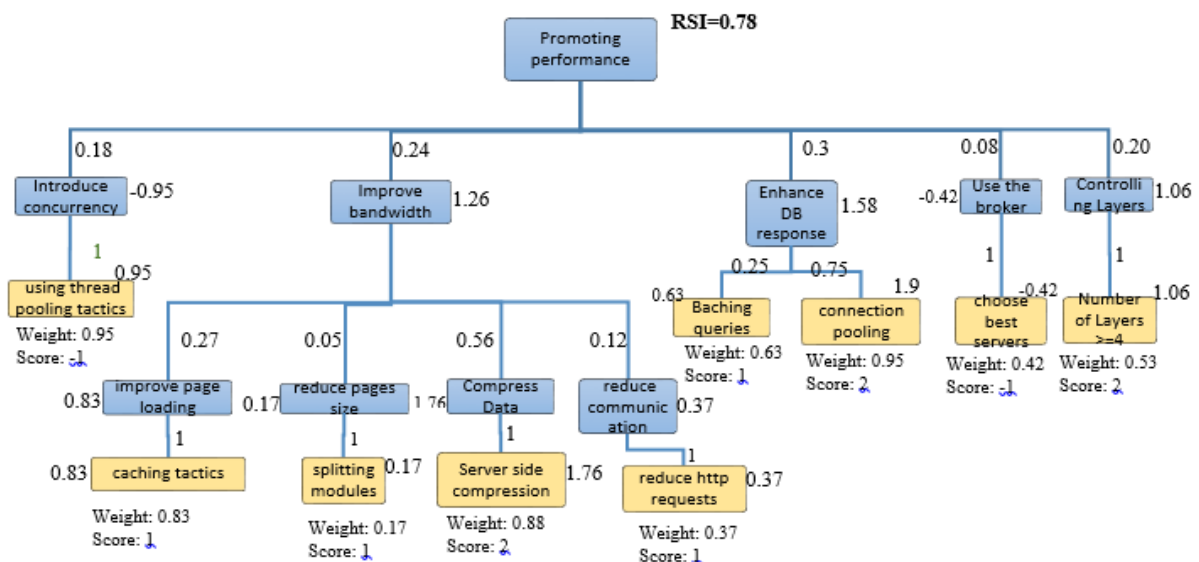 RSI=0.78
Promoting
performance
0.18
0.24
0.3
0.08
0.20
Introduce
concurrency
-0.95
Improve
bandwidth
1.26
Enhance
DB
response
1.58
-0.42
Use the
broker
Controlli
ng Layers
1.06
1
0.95
using thread
pooling tactics
Weight: 0.95
Score: -1
0.25
0.75
0.63
Baching
queries
Weight: 0.63
Score: 1
1.9
connection
pooling
Weight: 0.95
Score: 2
1
-0.42
choose
best
servers
Weight: 0.42
Score: -1
1
1.06
Number
of Layers
>=4
Weight: 0.53
Score: 2
0.27
0.05
0.56
0.12
0.83
improve page
loading
0.17
reduce pages
size
1.76
Compress
Data
reduce
communic
ation
0.37
1
1
1
1
0.83
caching tactics
Weight: 0.83
Score: 1
splitting
modules
0.17
Weight: 0.17
Score: 1
Server side
compression
1.76
Weight: 0.88
Score: 2
reduce http
requests
0.37
Weight: 0.37
Score: 1